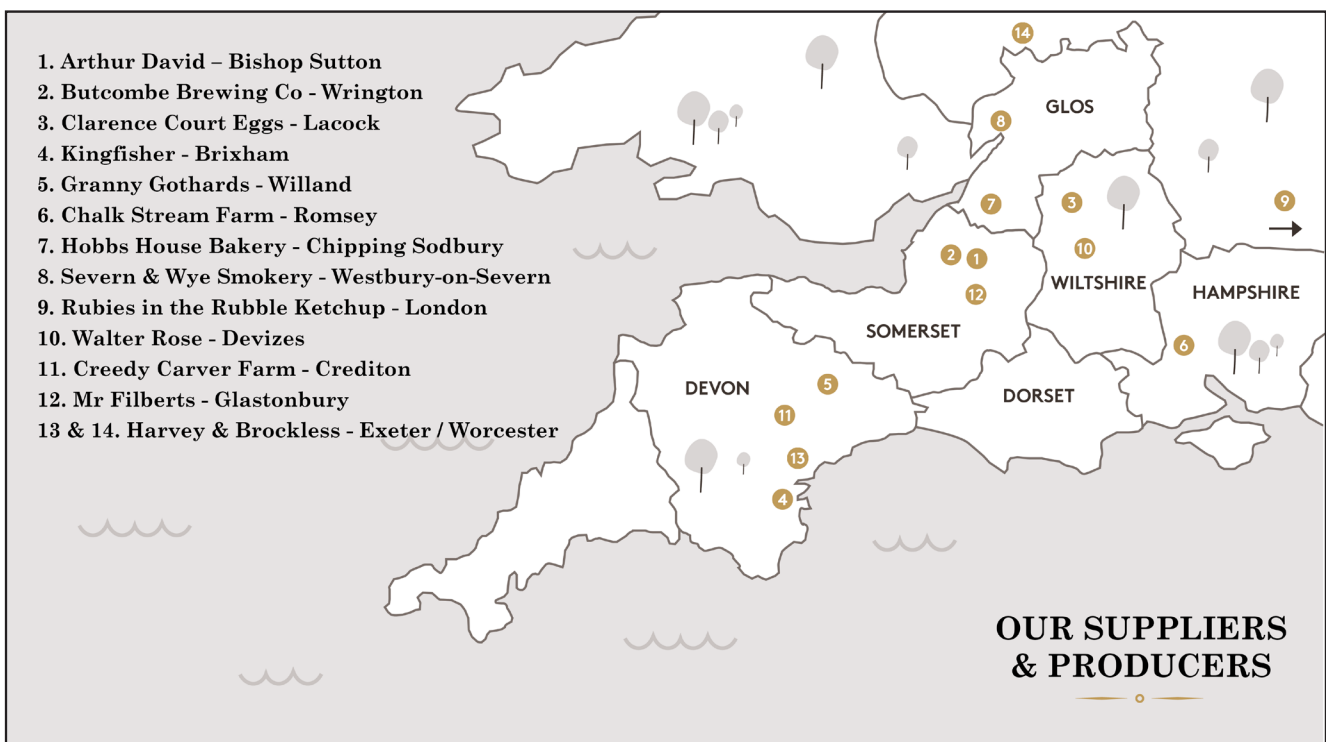 1. Arthur David – Bishop Sutton
2. Butcombe Brewing Co - Wrington
3. Clarence Court Eggs - Lacock
4. Kingfisher - Brixham
5. Granny Gothards - Willand
6. Chalk Stream Farm - Romsey
7. Hobbs House Bakery - Chipping Sodbury
8. Severn & Wye Smokery - Westbury-on-Severn
9. Rubies in the Rubble Ketchup - London
10. Walter Rose - Devizes
11. Creedy Carver Farm - Crediton
12. Mr Filberts - Glastonbury
13 & 14. Harvey & Brockless - Exeter / Worcester
14
GLOS
8
7
3
9
10
2
1
12
WILTSHIRE
HAMPSHIRE
SOMERSET
6
DEVON
5
DORSET
11
13
4
OUR SUPPLIERS
& PRODUCERS